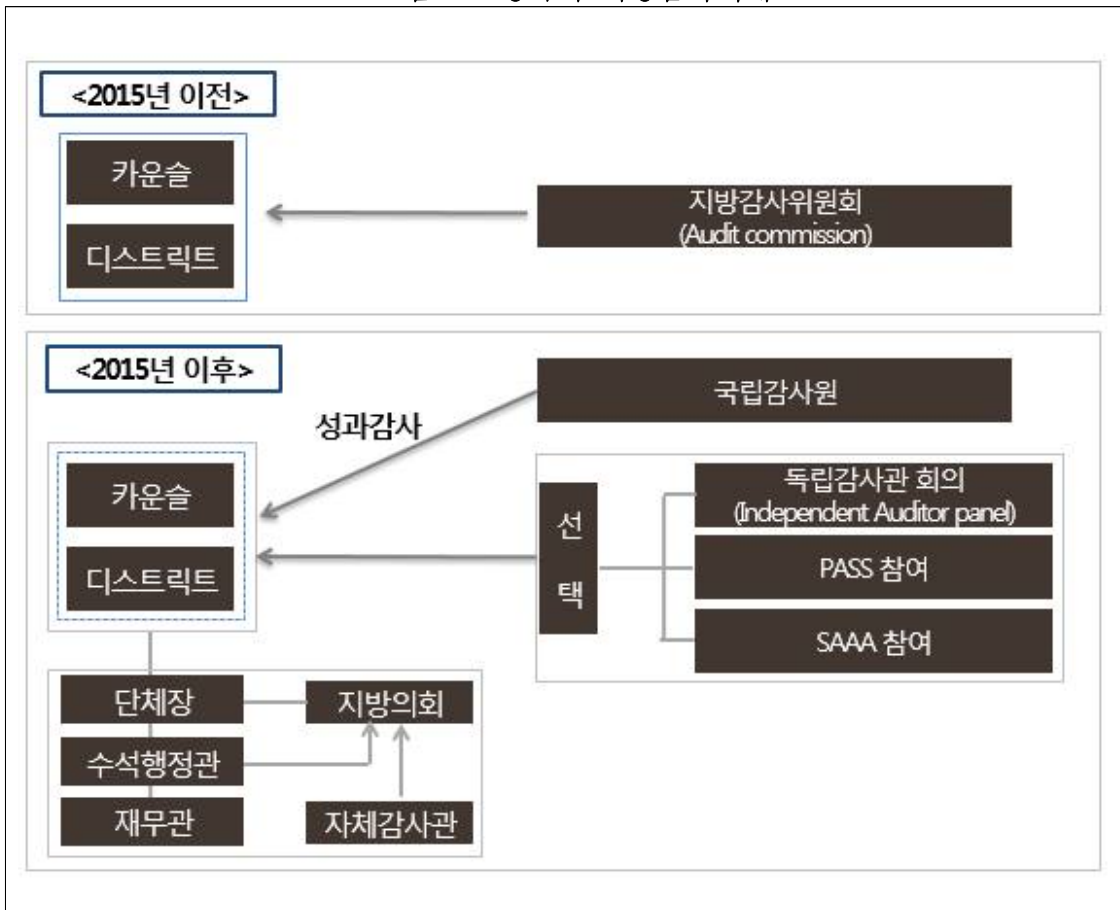 <2015년 이전>
카운슬
디스트릭트
지방감사위원회
(Audit commission)
<2015년 이후>
국립감사원
성과감사
카운슬
디스트릭트
선
택
독립감사관 회의
(Independent Auditor panel)
PASS 참여
SAAA 참여
단체장
지방의회
수석행정관
재무관
자체감사관